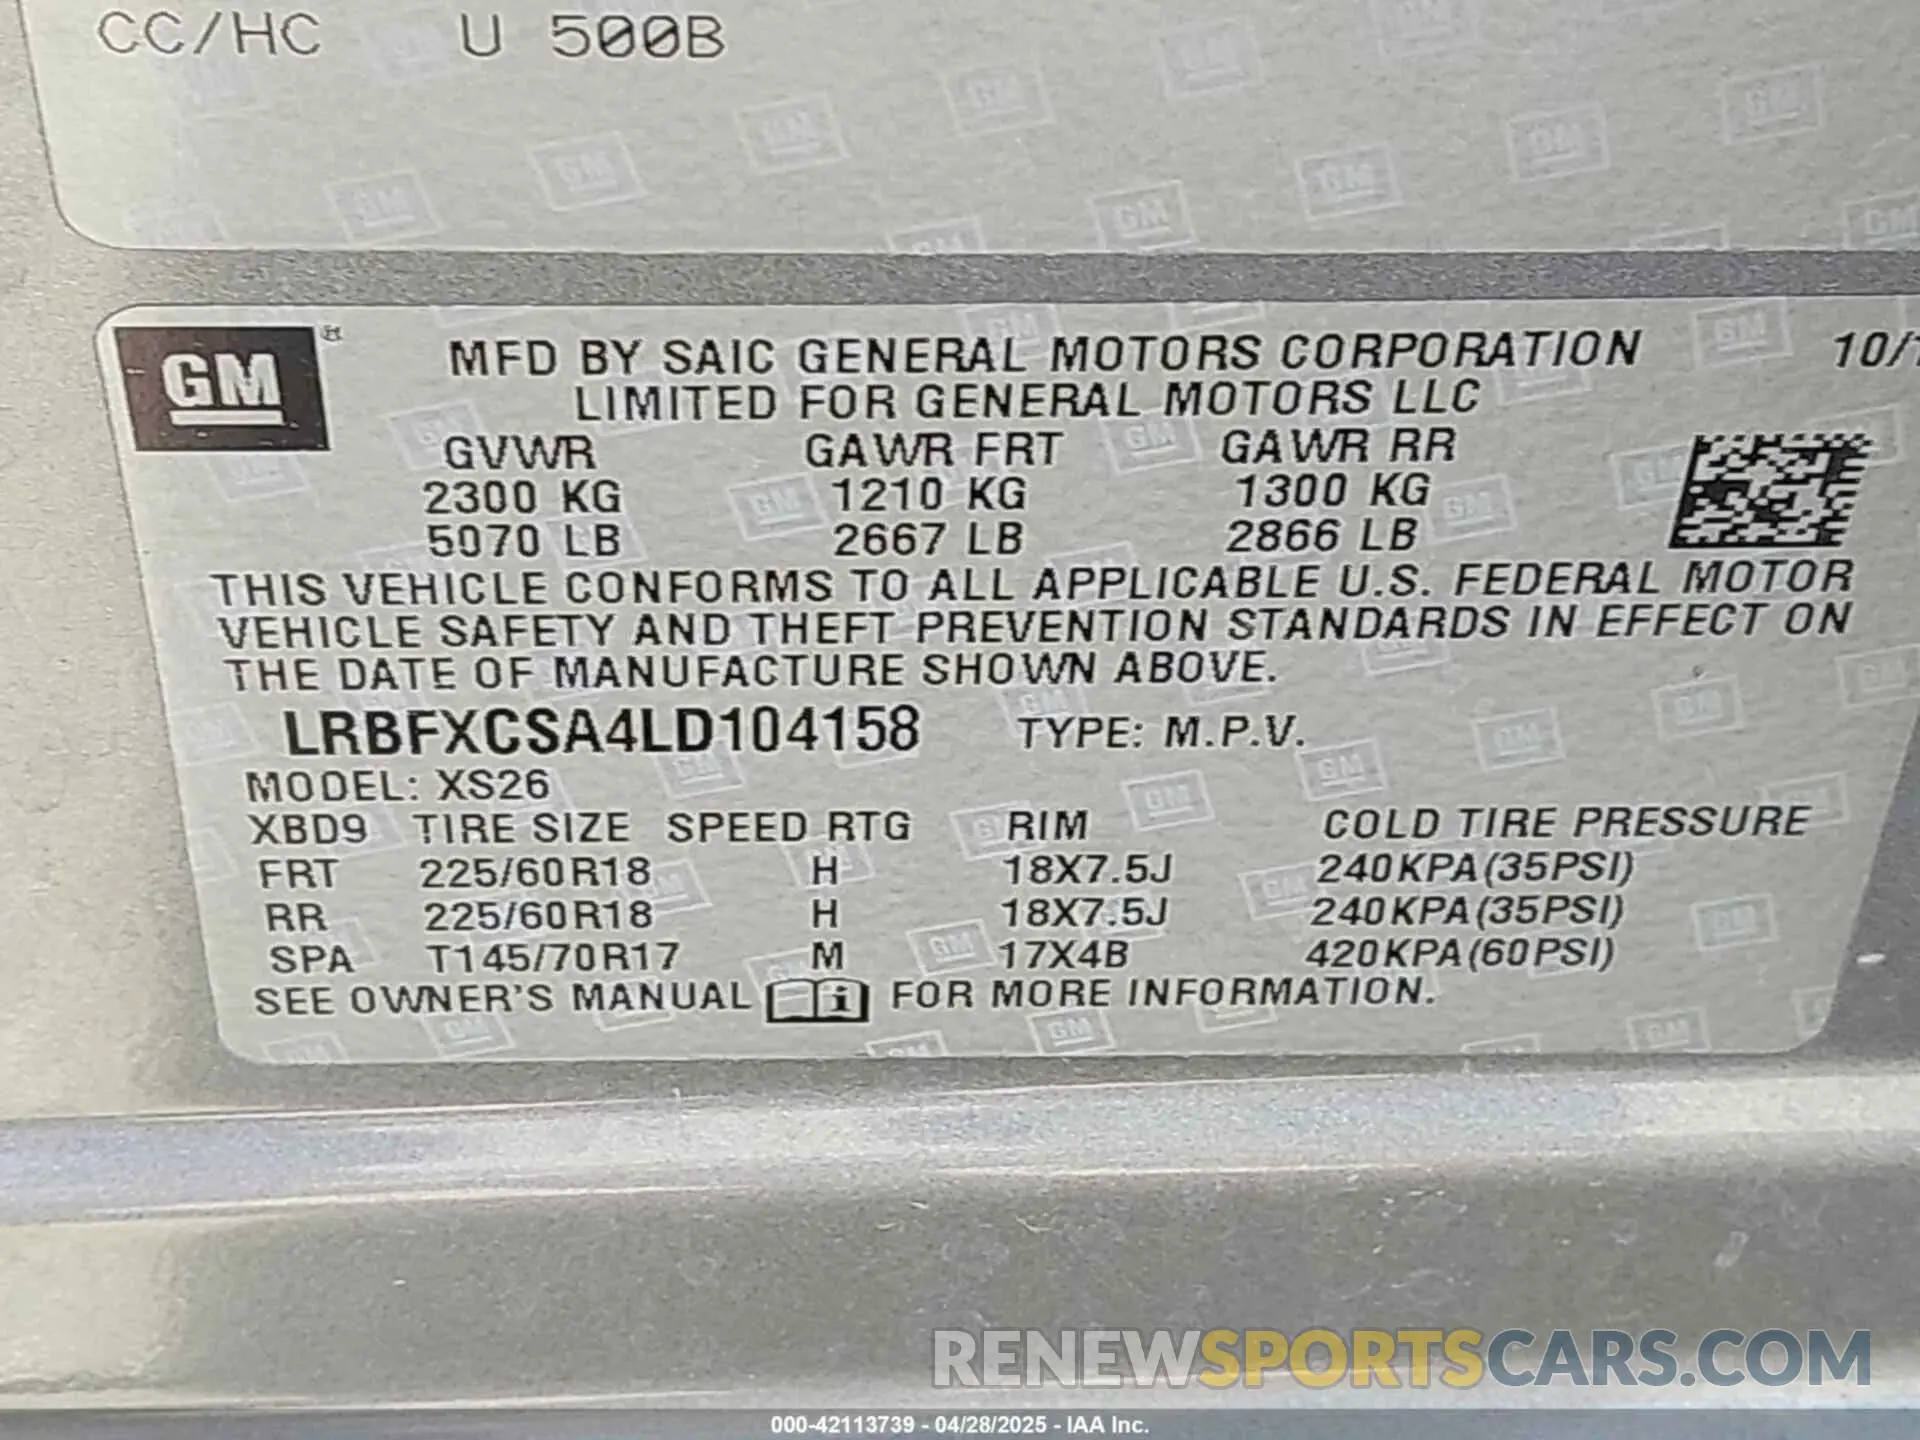 CC/HC U 500B
GM ® MFD BY SAIC GENERAL MOTORS CORPORATION 10/1
LIMITED FOR GENERAL MOTORS LLC
GVWR GAWR FRT GAWR RR
2300 KG 1210 KG 1300 KG
5070 LB 2667 LB 2866 LB
THIS VEHICLE CONFORMS TO ALL APPLICABLE U.S. FEDERAL MOTOR
VEHICLE SAFETY AND THEFT PREVENTION STANDARDS IN EFFECT ON
THE DATE OF MANUFACTURE SHOWN ABOVE.
LRBFXCSA4LD104158 TYPE: M.P.V.
MODEL: XS26
XBD9 TIRE SIZE SPEED RTG RIM COLD TIRE PRESSURE
FRT 225/60R18 H 18X7.5J 240KPA(35PSI)
RR 225/60R18 H 18X7.5J 240KPA(35PSI)
SPA T145/70R17 M 17X4B 420KPA(60PSI)
SEE OWNER'S MANUAL i FOR MORE INFORMATION.
RENEWSPORTSCARS.COM
000-42113739 - 04/28/2025 - IAA Inc.